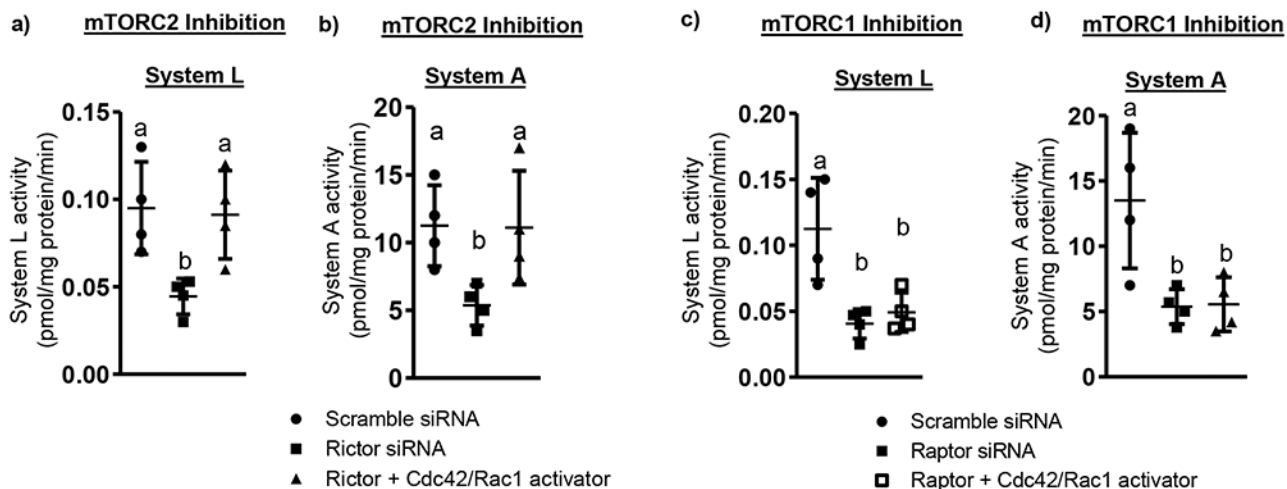 a)
mTORC2 Inhibition
System L
System L activity
(pmol/mg protein/min)
0.15
0.10
0.05
0.00
a
b
a
b)
mTORC2 Inhibition
System A
System A activity
(pmol/mg protein/min)
20
15
10
5
0
a
b
a
Scramble siRNA
Rictor siRNA
Rictor + Cdc42/Rac1 activator
c)
mTORC1 Inhibition
System L
System L activity
(pmol/mg protein/min)
0.20
0.15
0.10
0.05
0.00
a
b
b
d)
mTORC1 Inhibition
System A
System A activity
(pmol/mg protein/min)
20
15
10
5
0
a
b
b
Scramble siRNA
Raptor siRNA
Raptor + Cdc42/Rac1 activator